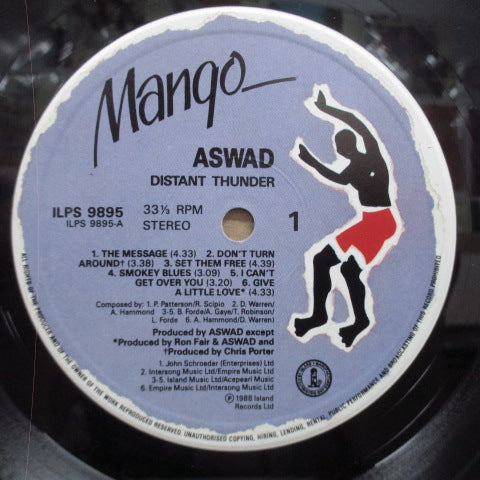 Mango
ASWAD
DISTANT THUNDER
ILPS 9895
ILPS 9895-A
33⅓ RPM
STEREO
1
1. THE MESSAGE (4.33) 2. DON'T TURN
AROUND† (3.38) 3. SET THEM FREE (4.39)
4. SMOKEY BLUES (3.09) 5. I CAN'T
GET OVER YOU (3.20) 6. GIVE
A LITTLE LOVE* (4.33)
Composed by: 1. P. Patterson/R. Scipio 2. D. Warren/
A. Hammond 3-5. B. Forde/A. Gaye/T. Robinson/
L. Forde 6. A. Hammond/D. Warren)
Produced by ASWAD except
*Produced by Ron Fair & ASWAD and
†Produced by Chris Porter
1. John Schroeder (Enterprises) Ltd
2. Intersong Music Ltd/Empire Music Ltd
3-5. Island Music Ltd/Acepearl Music
6. Empire Music Ltd/Intersong Music Ltd
℗ 1988 Island
Records Ltd
ALL RIGHTS OF THE PRODUCER AND OF THE OWNER OF THE WORK REPRODUCED RESERVED. UNAUTHORISED COPYING, HIRING, LENDING, RENTAL, PUBLIC PERFORMANCE AND BROADCASTING OF THIS RECORD PROHIBITED